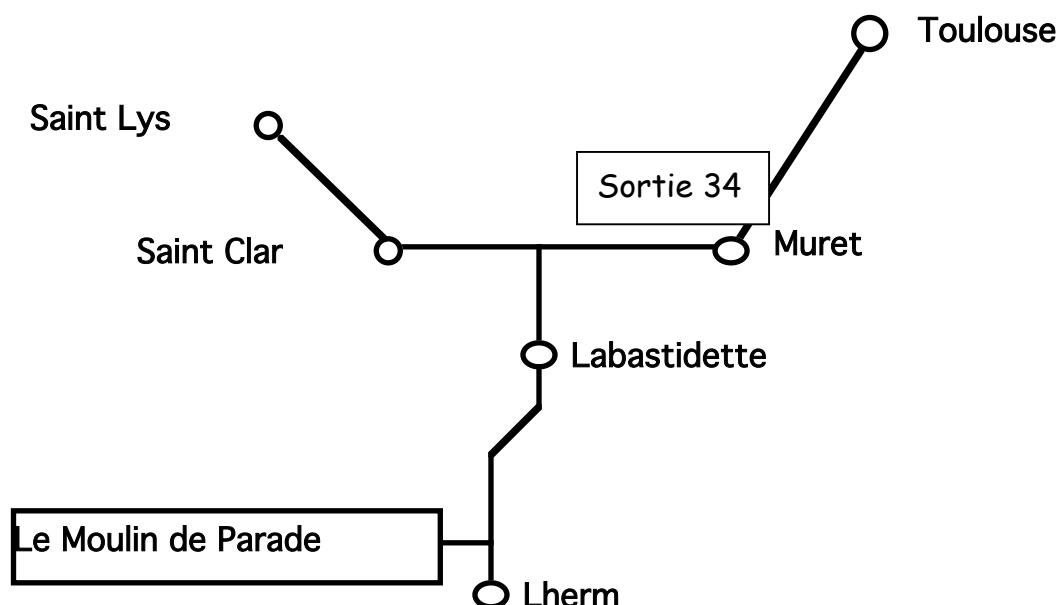 Toulouse
Saint Lys
Sortie 34
Saint Clar
Muret
Labastidette
Le Moulin de Parade
Lherm